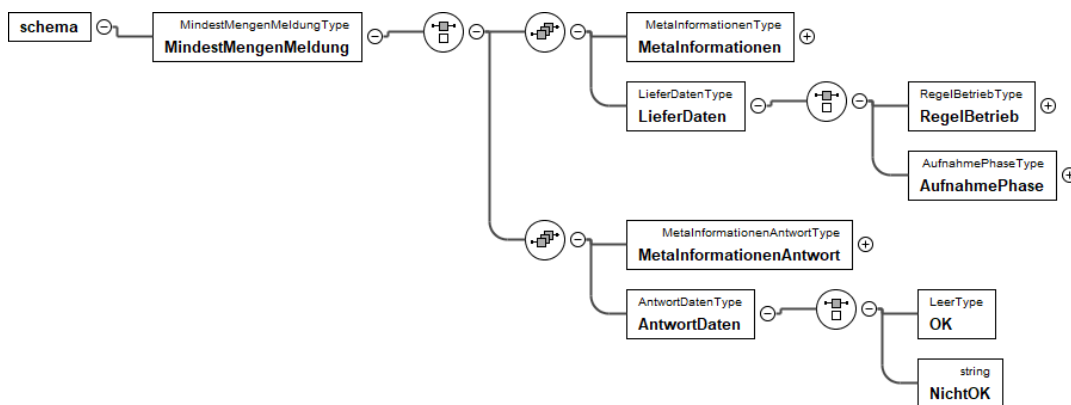 schema
MindestMengenMeldungType
MindestMengenMeldung
MetaInformationenType
MetaInformationen
LieferDatenType
LieferDaten
RegelBetriebType
RegelBetrieb
AufnahmePhaseType
AufnahmePhase
MetaInformationenAntwortType
MetaInformationenAntwort
AntwortDatenType
AntwortDaten
LeerType
OK
string
NichtOK